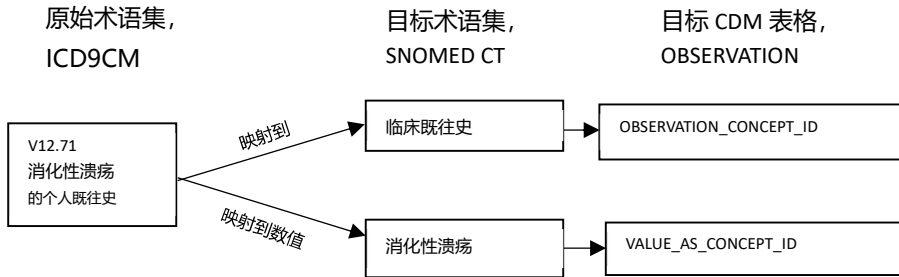 原始术语集,
ICD9CM
目标术语集,
SNOMED CT
目标 CDM 表格,
OBSERVATION
V12.71
消化性溃疡
的个人既往史
映射到
临床既往史
OBSERVATION_CONCEPT_ID
映射到数值
消化性溃疡
VALUE_AS_CONCEPT_ID